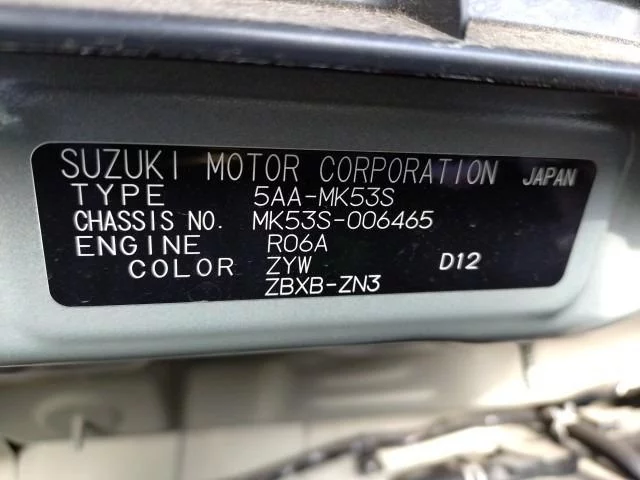 SUZUKI MOTOR CORPORATION JAPAN
TYPE 5AA-MK53S
CHASSIS NO. MK53S-006465
ENGINE R06A
COLOR ZYW D12
ZBXB-ZN3